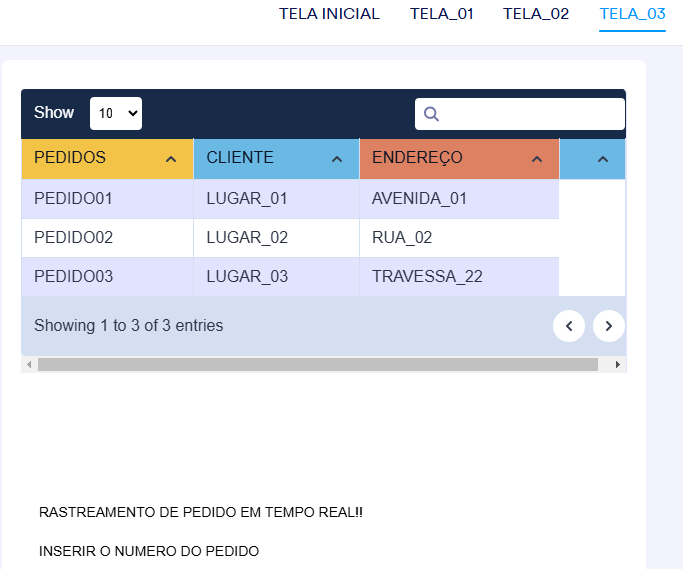 TELA INICIAL TELA_01 TELA_02 TELA_03
Show 10
PEDIDOS CLIENTE ENDEREÇO
PEDIDO01 LUGAR_01 AVENIDA_01
PEDIDO02 LUGAR_02 RUA_02
PEDIDO03 LUGAR_03 TRAVESSA_22
Showing 1 to 3 of 3 entries
RASTREAMENTO DE PEDIDO EM TEMPO REAL!!
INSERIR O NUMERO DO PEDIDO